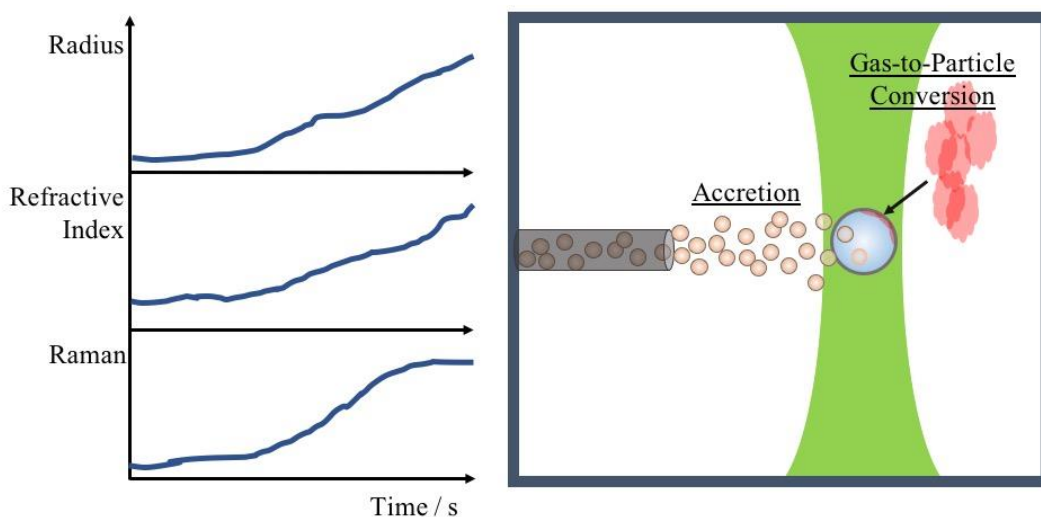 Radius
Refractive
Index
Raman
Time / s
Gas-to-Particle
Conversion
Accretion